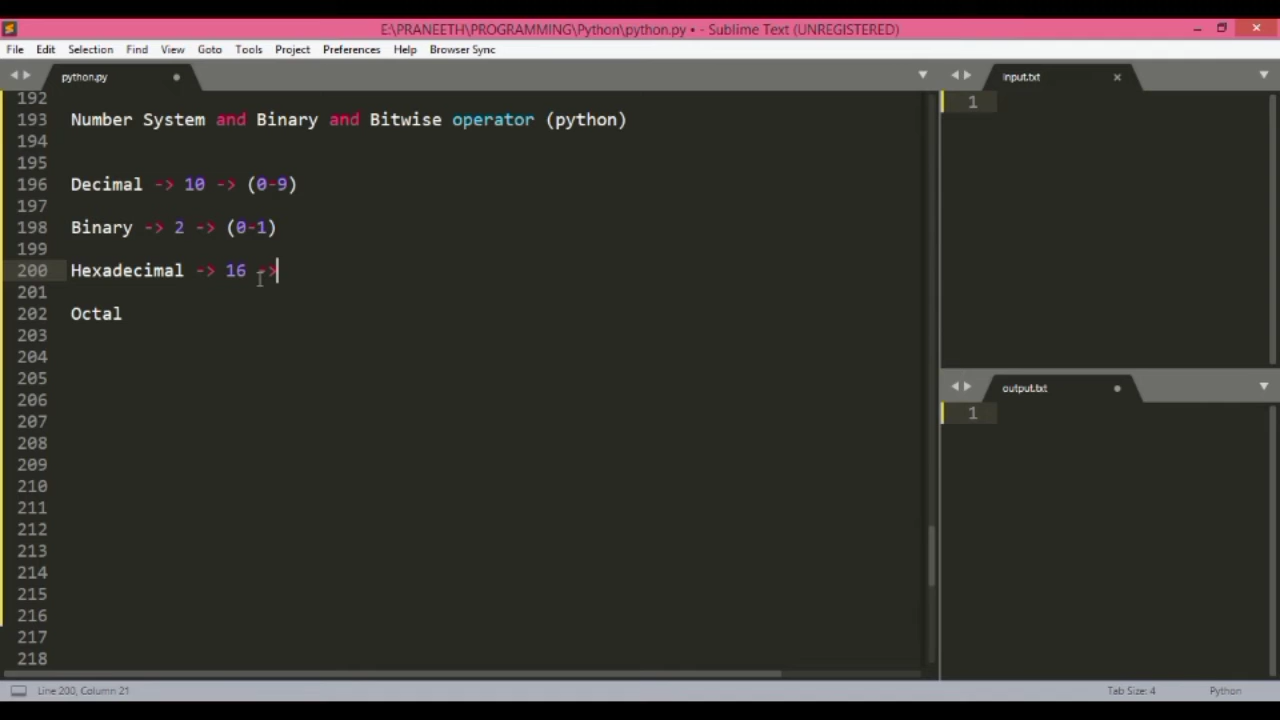 E:\PRANEETH\PROGRAMMING\Python\python.py • - Sublime Text (UNREGISTERED)
File Edit Selection Find View Goto Tools Project Preferences Help Browser Sync
python.py
192
193 Number System and Binary and Bitwise operator (python)
194
195
196 Decimal -> 10 -> (0-9)
197
198 Binary -> 2 -> (0-1)
199
200 Hexadecimal -> 16 ->
201
202 Octal
203
204
205
206
207
208
209
210
211
212
213
214
215
216
217
218
input.txt
1
output.txt
1
Line 200, Column 21
Tab Size: 4 Python